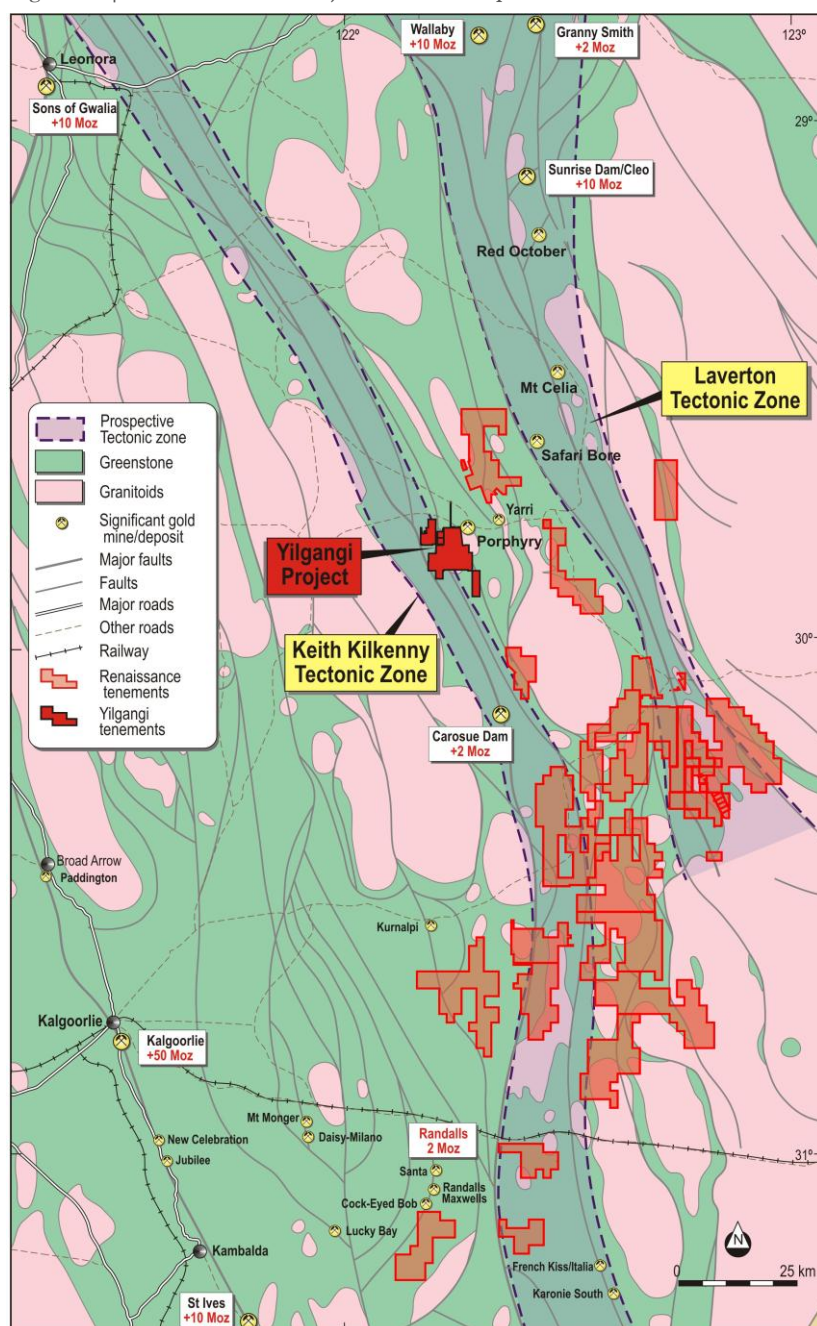 122
123
Wallaby
+10 Moz
Granny Smith
+2 Moz
Leonora
Sons of Gwalia
+10 Moz
29º
Sunrise Dam/Cleo
+10 Moz
Red October
Mt Celia
Laverton
Tectonic Zone
Safari Bore
Yarri
Porphyry
Yilgangi
Project
Keith Kilkenny
Tectonic Zone
30º
Prospective
Tectonic zone
Greenstone
Granitoids
Significant gold
mine/deposit
Major faults
Faults
Major roads
Other roads
Railway
Renaissance
tenements
Yilgangi
tenements
Carosue Dam
+2 Moz
Broad Arrow
Paddington
Kurnalpi
Kalgoorlie
Kalgoorlie
+50 Moz
Mt Monger
Daisy-Milano
New Celebration
Jubilee
Randalls
2 Moz
31º
Santa
Randalls
Maxwells
Cock-Eyed Bob
Lucky Bay
Kambalda
French Kiss/Italia
Karonie South
St Ives
+10 Moz
N
0
25 km